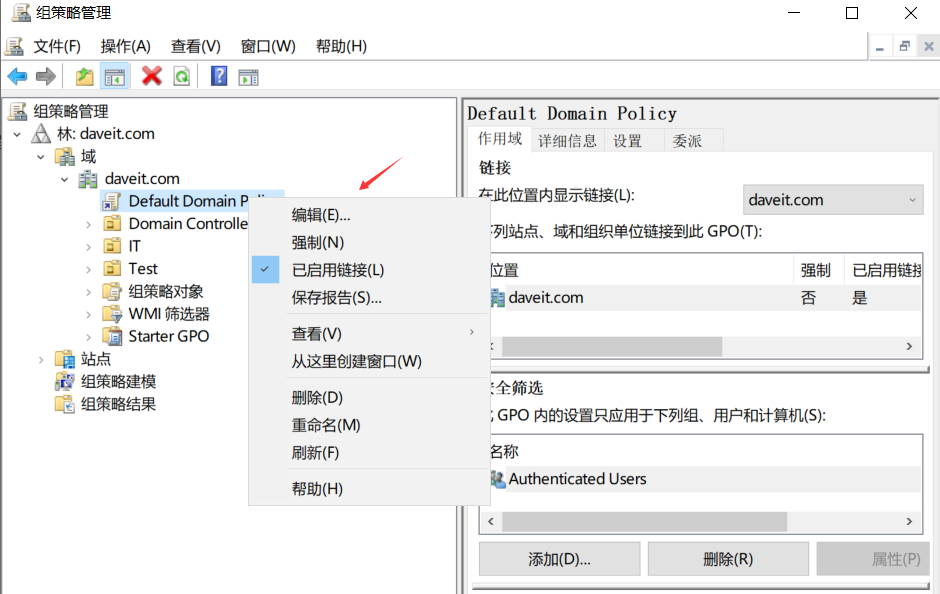 组策略管理
文件(F) 操作(A) 查看(V) 窗口(W) 帮助(H)
组策略管理
林: daveit.com
域
daveit.com
Default Domain
Domain Controlle
IT
Test
组策略对象
WMI 筛选器
Starter GPO
站点
组策略建模
组策略结果
编辑(E)...
强制(N)
已启用链接(L)
保存报告(S)...
查看(V)
从这里创建窗口(W)
删除(D)
重命名(M)
刷新(F)
帮助(H)
Default Domain Policy
作用域 详细信息 设置 委派
链接
在此位置内显示链接(L): daveit.com
下列站点、域和组织单位链接到此 GPO(T):
位置 强制 已启用链接
daveit.com 否 是
安全筛选
GPO 内的设置只应用于下列组、用户和计算机(S):
名称
Authenticated Users
添加(D)... 删除(R) 属性(P)